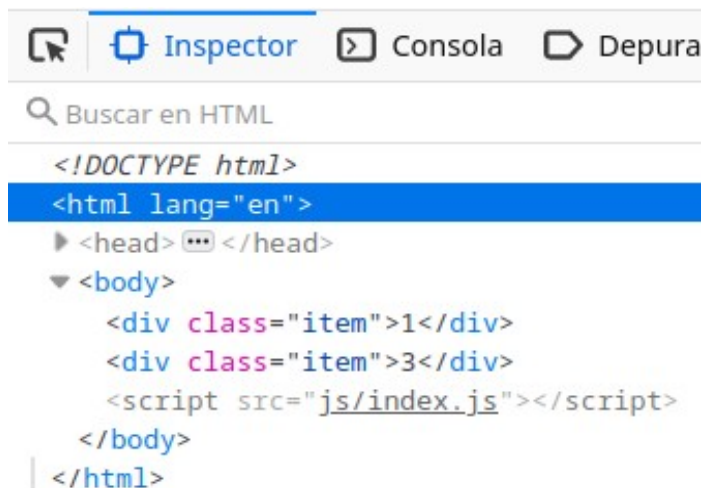 Inspector Consola Depura
Buscar en HTML
<!DOCTYPE html>
<html lang="en">
<head> ••• </head>
<body>
<div class="item">1</div>
<div class="item">3</div>
<script src="js/index.js"></script>
</body>
</html>